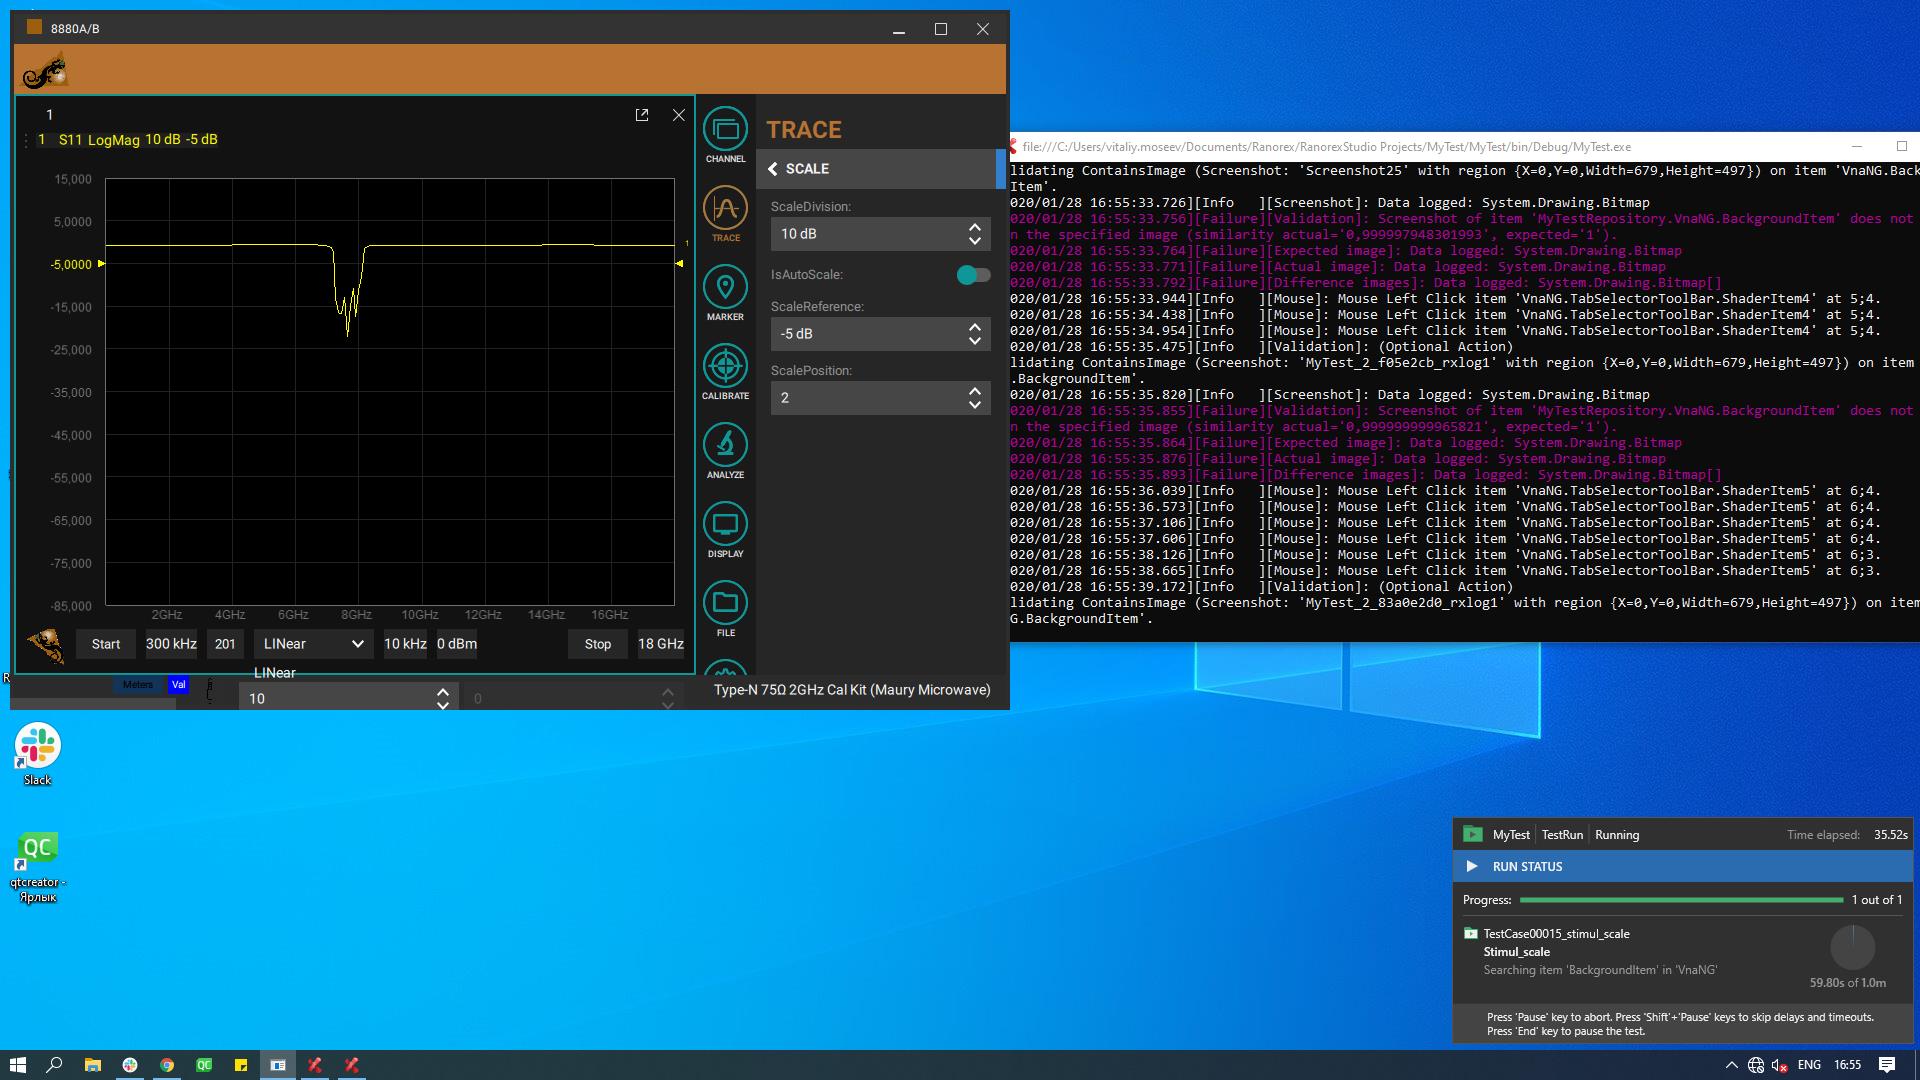 8880A/B
1
1 S11 LogMag 10 dB -5 dB
15,000
5,0000
-5,0000
-15,000
-25,000
-35,000
-45,000
-55,000
-65,000
-75,000
-85,000
1
2GHz 4GHz 6GHz 8GHz 10GHz 12GHz 14GHz 16GHz
Start 300 kHz 201 LINear 10 kHz 0 dBm Stop 18 GHz
LINear
Meters Val
10
0
Type-N 75Ω 2GHz Cal Kit (Maury Microwave)
CHANNEL
TRACE
MARKER
CALIBRATE
ANALYZE
DISPLAY
FILE
TRACE
SCALE
ScaleDivision:
10 dB
IsAutoScale:
ScaleReference:
-5 dB
ScalePosition:
2
file:///C:/Users/vitaliy.moseev/Documents/Ranorex/RanorexStudio Projects/MyTest/MyTest/bin/Debug/MyTest.exe
lidating ContainsImage (Screenshot: 'Screenshot25' with region {X=0,Y=0,Width=679,Height=497}) on item 'VnaNG.Back
Item'.
020/01/28 16:55:33.726][Info   ][Screenshot]: Data logged: System.Drawing.Bitmap
020/01/28 16:55:33.756][Failure][Validation]: Screenshot of item 'MyTestRepository.VnaNG.BackgroundItem' does not
n the specified image (similarity actual='0,999997948301993', expected='1').
020/01/28 16:55:33.764][Failure][Expected image]: Data logged: System.Drawing.Bitmap
020/01/28 16:55:33.771][Failure][Actual image]: Data logged: System.Drawing.Bitmap
020/01/28 16:55:33.792][Failure][Difference images]: Data logged: System.Drawing.Bitmap[]
020/01/28 16:55:33.944][Info   ][Mouse]: Mouse Left Click item 'VnaNG.TabSelectorToolBar.ShaderItem4' at 5;4.
020/01/28 16:55:34.438][Info   ][Mouse]: Mouse Left Click item 'VnaNG.TabSelectorToolBar.ShaderItem4' at 5;4.
020/01/28 16:55:34.954][Info   ][Mouse]: Mouse Left Click item 'VnaNG.TabSelectorToolBar.ShaderItem4' at 5;4.
020/01/28 16:55:35.475][Info   ][Validation]: (Optional Action)
lidating ContainsImage (Screenshot: 'MyTest_2_f05e2cb_rxlog1' with region {X=0,Y=0,Width=679,Height=497}) on item
.BackgroundItem'.
020/01/28 16:55:35.820][Info   ][Screenshot]: Data logged: System.Drawing.Bitmap
020/01/28 16:55:35.855][Failure][Validation]: Screenshot of item 'MyTestRepository.VnaNG.BackgroundItem' does not
n the specified image (similarity actual='0,999999999965821', expected='1').
020/01/28 16:55:35.864][Failure][Expected image]: Data logged: System.Drawing.Bitmap
020/01/28 16:55:35.876][Failure][Actual image]: Data logged: System.Drawing.Bitmap
020/01/28 16:55:35.893][Failure][Difference images]: Data logged: System.Drawing.Bitmap[]
020/01/28 16:55:36.039][Info   ][Mouse]: Mouse Left Click item 'VnaNG.TabSelectorToolBar.ShaderItem5' at 6;4.
020/01/28 16:55:36.573][Info   ][Mouse]: Mouse Left Click item 'VnaNG.TabSelectorToolBar.ShaderItem5' at 6;4.
020/01/28 16:55:37.106][Info   ][Mouse]: Mouse Left Click item 'VnaNG.TabSelectorToolBar.ShaderItem5' at 6;4.
020/01/28 16:55:37.606][Info   ][Mouse]: Mouse Left Click item 'VnaNG.TabSelectorToolBar.ShaderItem5' at 6;4.
020/01/28 16:55:38.126][Info   ][Mouse]: Mouse Left Click item 'VnaNG.TabSelectorToolBar.ShaderItem5' at 6;3.
020/01/28 16:55:38.665][Info   ][Mouse]: Mouse Left Click item 'VnaNG.TabSelectorToolBar.ShaderItem5' at 6;3.
020/01/28 16:55:39.172][Info   ][Validation]: (Optional Action)
lidating ContainsImage (Screenshot: 'MyTest_2_83a0e2d0_rxlog1' with region {X=0,Y=0,Width=679,Height=497}) on item
G.BackgroundItem'.
Slack
QC
qtcreator -
Ярлык
MyTest TestRun Running Time elapsed: 35.52s
RUN STATUS
Progress: 1 out of 1
TestCase00015_stimul_scale
Stimul_scale
Searching item 'BackgroundItem' in 'VnaNG'
59.80s of 1.0m
Press 'Pause' key to abort. Press 'Shift'+'Pause' keys to skip delays and timeouts.
Press 'End' key to pause the test.
QC
ENG 16:55